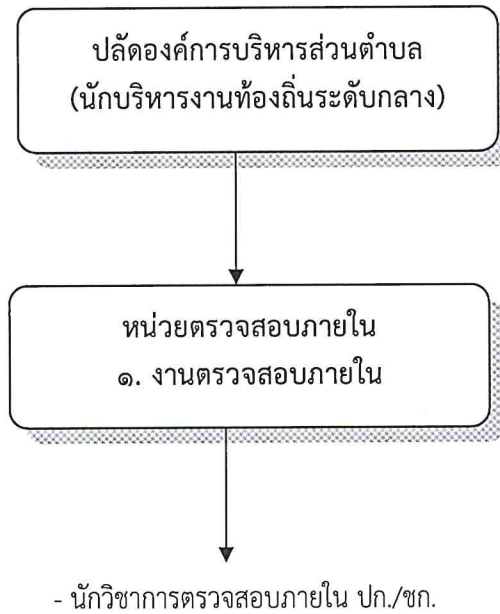 ปลัดองค์การบริหารส่วนตำบล
(นักบริหารงานท้องถิ่นระดับกลาง)
หน่วยตรวจสอบภายใน
๑. งานตรวจสอบภายใน
- นักวิชาการตรวจสอบภายใน ปก./ชก.